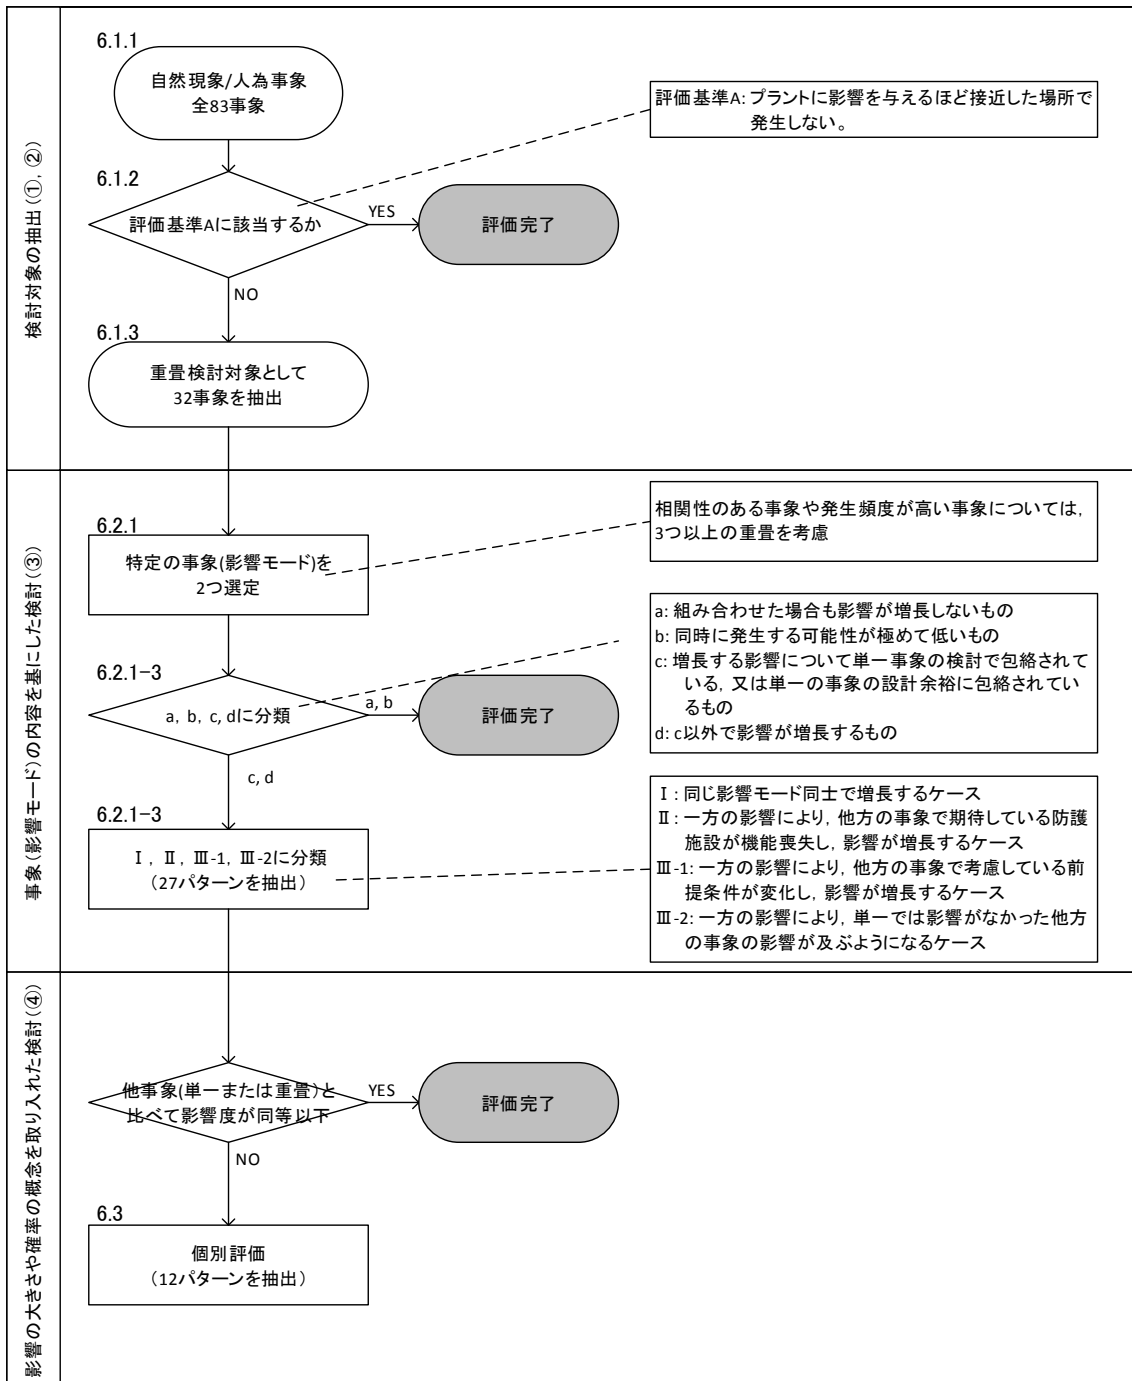 検討対象の抽出(①,②)
6.1.1
自然現象/人為事象
全83事象
評価基準A: プラントに影響を与えるほど接近した場所で
発生しない。
6.1.2
評価基準Aに該当するか
YES
評価完了
NO
6.1.3
重畳検討対象として
32事象を抽出
事象(影響モード)の内容を基にした検討(③)
6.2.1
特定の事象(影響モード)を
2つ選定
相関性のある事象や発生頻度が高い事象については,
3つ以上の重畳を考慮
6.2.1-3
a, b, c, dに分類
a, b
評価完了
c, d
a: 組み合わせた場合も影響が増長しないもの
b: 同時に発生する可能性が極めて低いもの
c: 増長する影響について単一事象の検討で包絡されて
いる, 又は単一の事象の設計余裕に包絡されてい
るもの
d: c以外で影響が増長するもの
6.2.1-3
Ⅰ, Ⅱ, Ⅲ-1, Ⅲ-2に分類
(27パターンを抽出)
Ⅰ: 同じ影響モード同士で増長するケース
Ⅱ: 一方の影響により, 他方の事象で期待している防護
施設が機能喪失し, 影響が増長するケース
Ⅲ-1: 一方の影響により, 他方の事象で考慮している前
提条件が変化し, 影響が増長するケース
Ⅲ-2: 一方の影響により, 単一では影響がなかった他方
の事象の影響が及ぶようになるケース
影響の大きさや確率の概念を取り入れた検討(④)
他事象(単一または重畳)と
比べて影響度が同等以下
YES
評価完了
NO
6.3
個別評価
(12パターンを抽出)